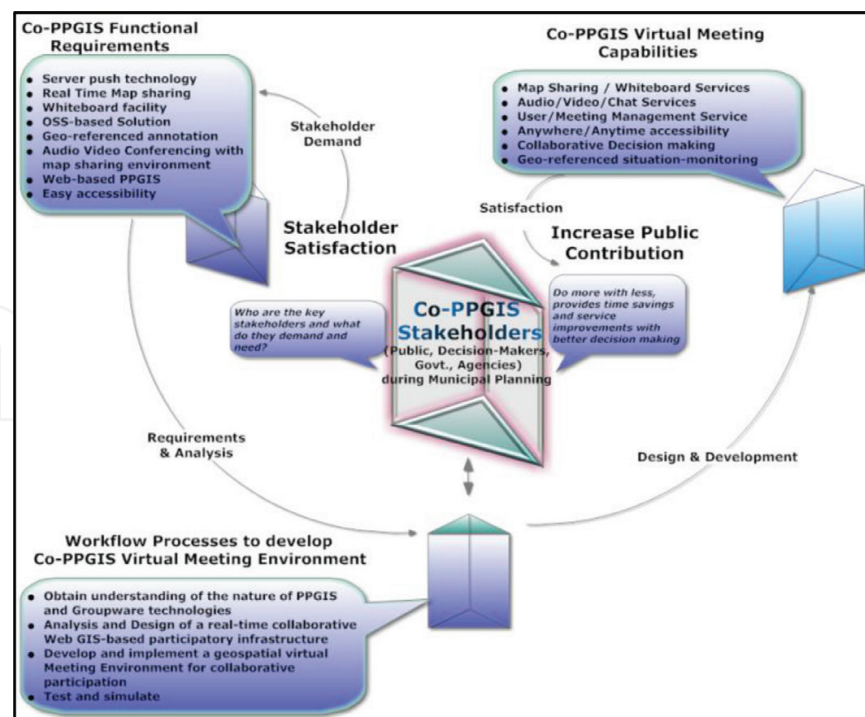 Co-PPGIS Functional
Requirements
• Server push technology
• Real Time Map sharing
• Whiteboard facility
• OSS-based Solution
• Geo-referenced annotation
• Audio Video Conferencing with
map sharing environment
• Web-based PPGIS
• Easy accessibility
Stakeholder
Demand
Stakeholder
Satisfaction
Co-PPGIS Virtual Meeting
Capabilities
• Map Sharing / Whiteboard Services
• Audio/Video/Chat Services
• User/Meeting Management Service
• Anywhere/Anytime accessibility
• Collaborative Decision making
• Geo-referenced situation-monitoring
Satisfaction
Increase Public
Contribution
Who are the key
stakeholders and what
do they demand and
need?
Co-PPGIS
Stakeholders
(Public, Decision-Makers,
Govt., Agencies)
during Municipal Planning
Do more with less,
provides time savings
and service
improvements with
better decision making
Requirements
& Analysis
Design & Development
Workflow Processes to develop
Co-PPGIS Virtual Meeting Environment
• Obtain understanding of the nature of PPGIS
and Groupware technologies
• Analysis and Design of a real-time collaborative
Web GIS-based participatory infrastructure
• Develop and implement a geospatial virtual
Meeting Environment for collaborative
participation
• Test and simulate